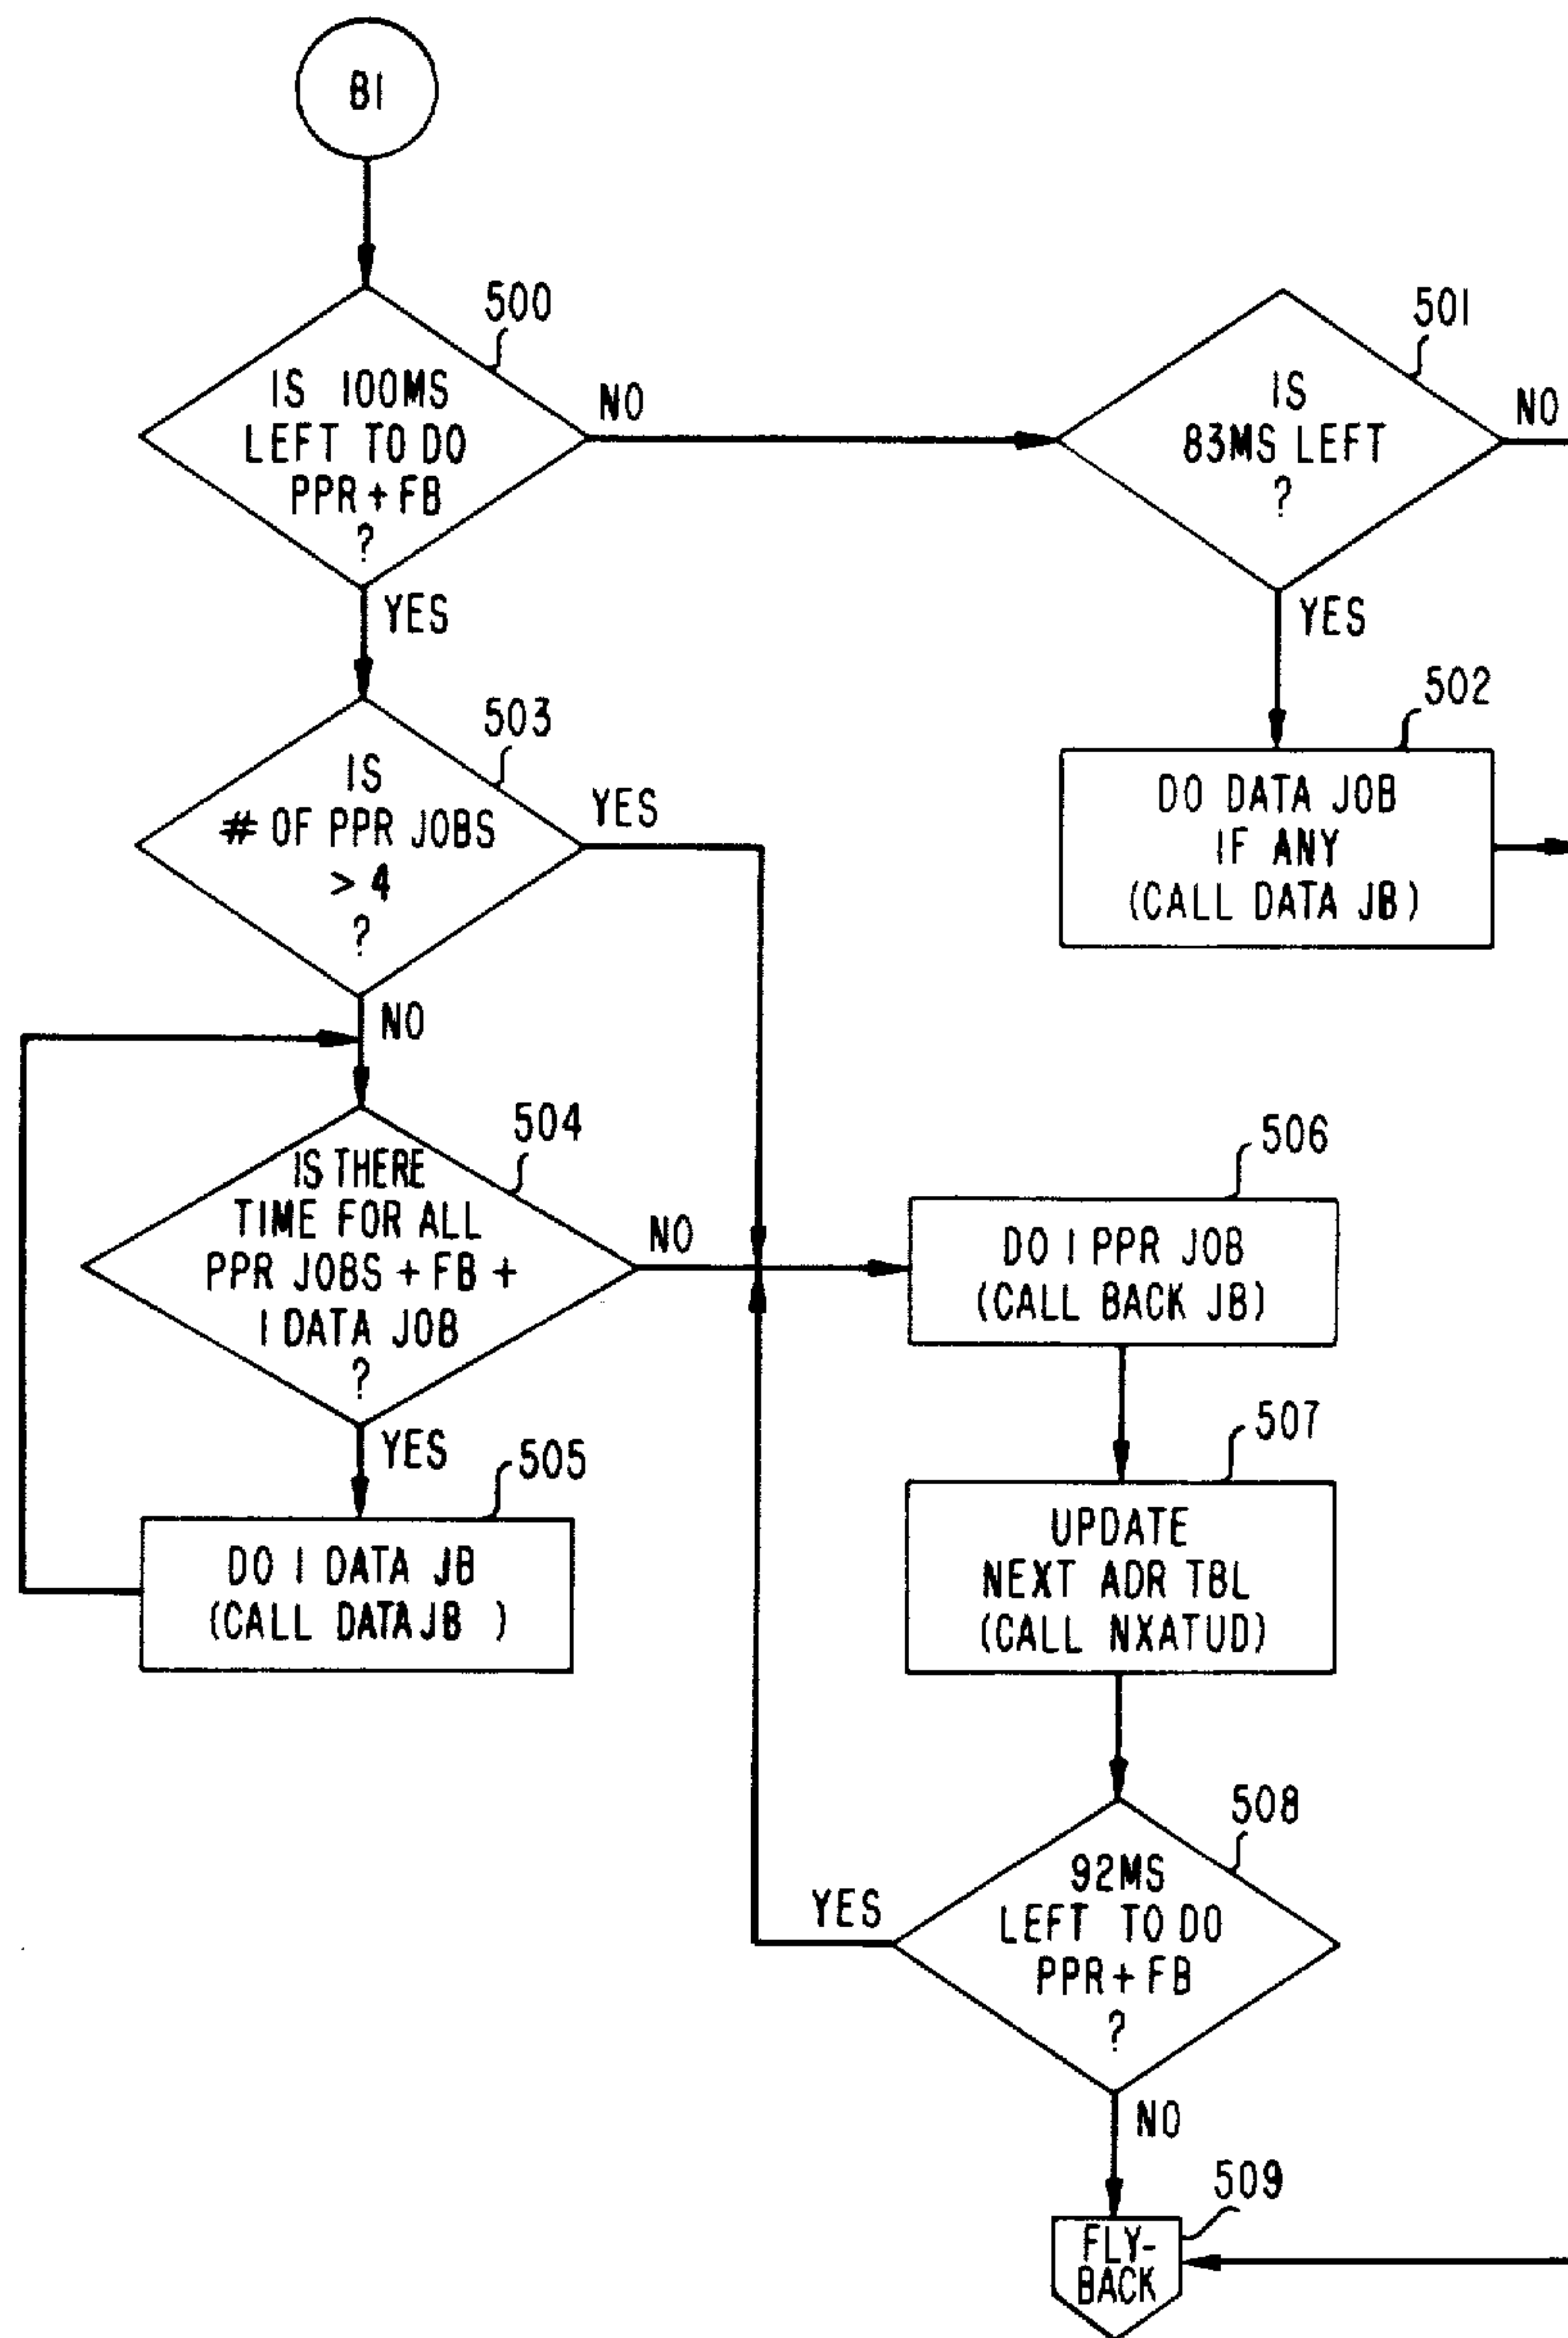 B1
500
IS 100MS
LEFT TO DO
PPR + FB
?
NO
YES
501
IS
83MS LEFT
?
NO
YES
502
DO DATA JOB
IF ANY
(CALL DATA JB)
503
IS
# OF PPR JOBS
> 4
?
YES
NO
504
IS THERE
TIME FOR ALL
PPR JOBS + FB +
1 DATA JOB
?
NO
YES
505
DO 1 DATA JB
(CALL DATAJB )
506
DO 1 PPR JOB
(CALL BACK JB)
507
UPDATE
NEXT ADR TBL
(CALL NXATUD)
508
92MS
LEFT TO DO
PPR + FB
?
YES
NO
509
FLY-
BACK